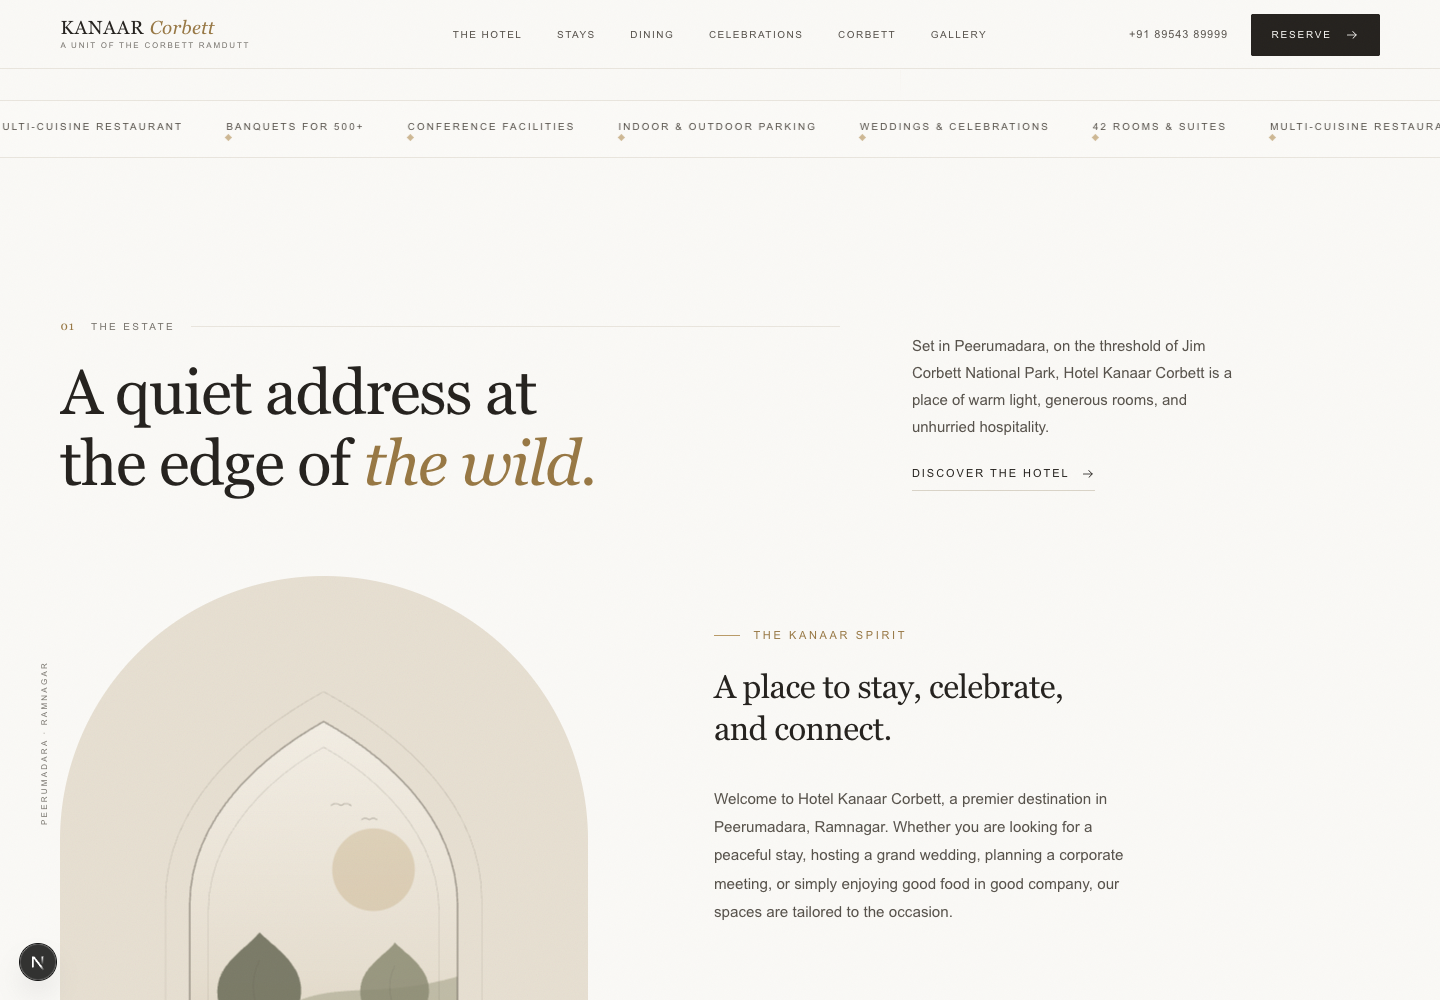 KANAAR Corbett
A UNIT OF THE CORBETT RAMDUTT
THE HOTEL STAYS DINING CELEBRATIONS CORBETT GALLERY
+91 89543 89999
RESERVE →
ULTI-CUISINE RESTAURANT BANQUETS FOR 500+ CONFERENCE FACILITIES INDOOR & OUTDOOR PARKING WEDDINGS & CELEBRATIONS 42 ROOMS & SUITES MULTI-CUISINE RESTAURA
01 THE ESTATE
A quiet address at
the edge of the wild.
Set in Peerumadara, on the threshold of Jim
Corbett National Park, Hotel Kanaar Corbett is a
place of warm light, generous rooms, and
unhurried hospitality.
DISCOVER THE HOTEL →
PEERUMADARA · RAMNAGAR
THE KANAAR SPIRIT
A place to stay, celebrate,
and connect.
Welcome to Hotel Kanaar Corbett, a premier destination in
Peerumadara, Ramnagar. Whether you are looking for a
peaceful stay, hosting a grand wedding, planning a corporate
meeting, or simply enjoying good food in good company, our
spaces are tailored to the occasion.
N